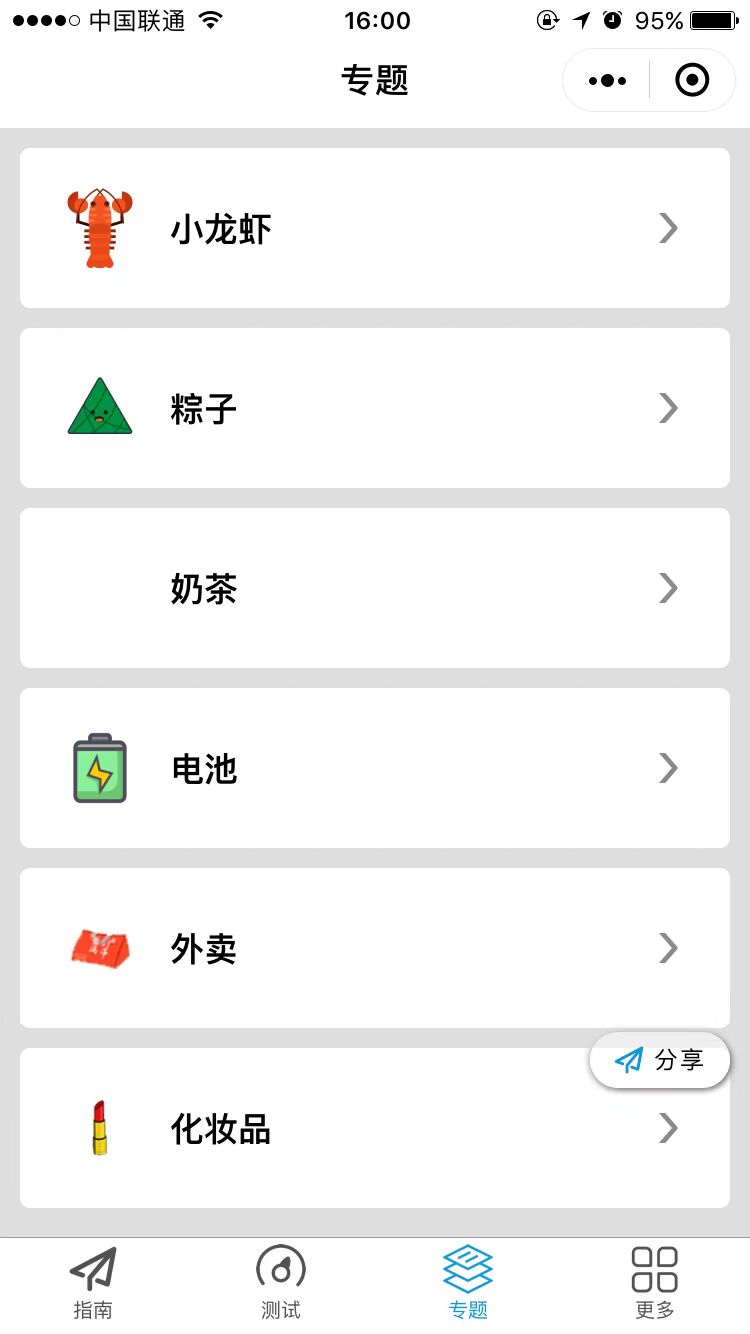 中国联通
16:00
95%
专题
小龙虾
粽子
奶茶
电池
外卖
分享
化妆品
指南
测试
专题
更多